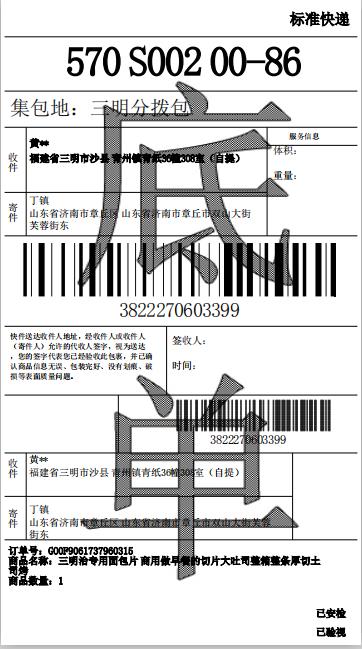 标准快递
570 S002 00-86
集包地：三明分拨包
收件
黄**
福建省三明市沙县 青州镇青纸36幢308室（自提）
服务信息
体积：
重量：
寄件
丁镇
山东省济南市章丘区 山东省济南市章丘市双山大街
芙蓉街东
3822270603399
快件送达收件人地址，经收件人或收件人
（寄件人）允许的代收人签字，视为送达
，您的签字代表您已经验收此包裹，并已确
认商品信息无误、包装完好、没有划痕、破
损等表面质量问题。
签收人：
时间：
3822270603399
收件
黄**
福建省三明市沙县 青州镇青纸36幢308室（自提）
寄件
丁镇
山东省济南市章丘区 山东省济南市章丘市双山大街芙蓉
街东
订单号：GOOP9061737960315
商品名称：三明治专用面包片 商用做早餐的切片大吐司整箱整条厚切土
司烤
商品数量：1
已安检
已验视
底单